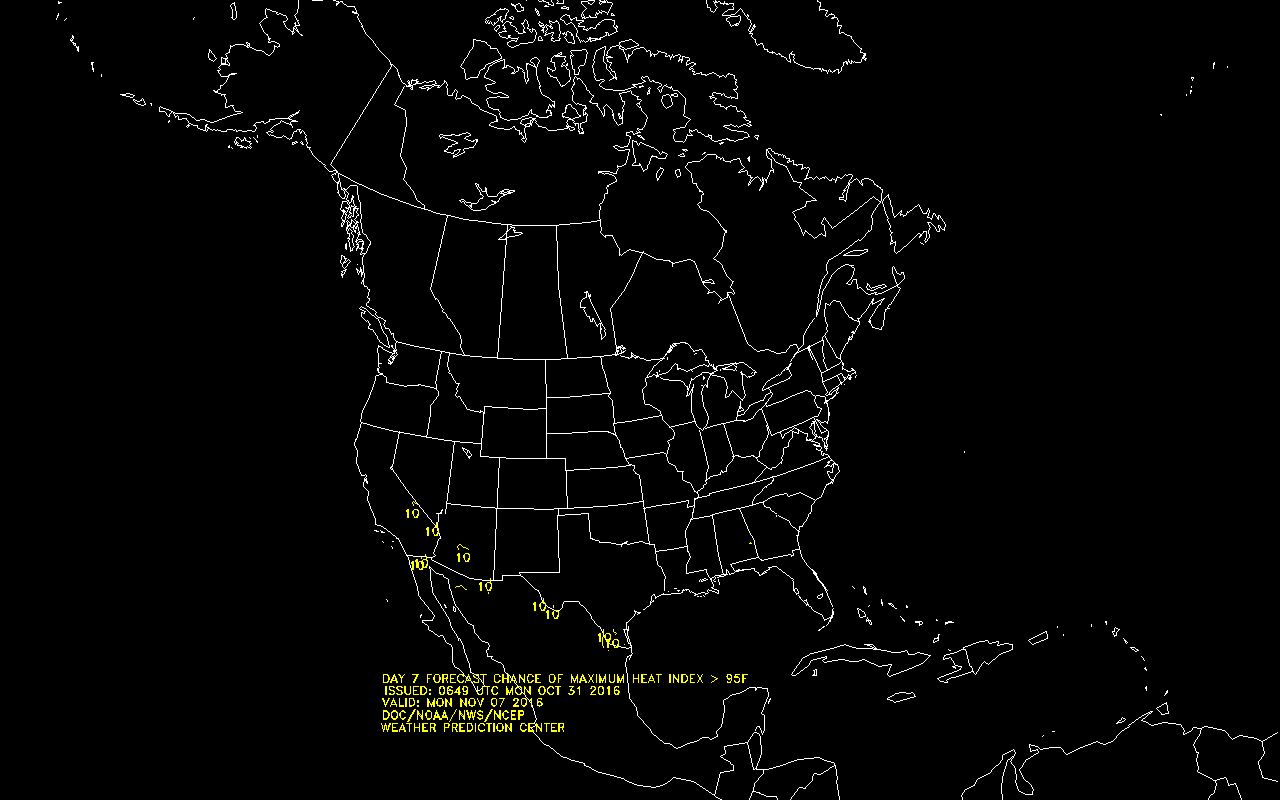 10
10
10
10
10
10
10
10
10
10
DAY 7 FORECAST CHANCE OF MAXIMUM HEAT INDEX > 95F
ISSUED: 0649 UTC MON OCT 31 2016
VALID: MON NOV 07 2016
DOC/NOAA/NWS/NCEP
WEATHER PREDICTION CENTER